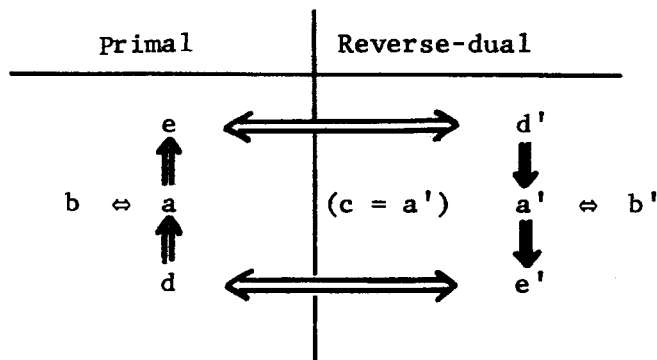 Primal Reverse-dual
e ⇔ d'
b ⇔ a (c = a') a' ⇔ b'
d ⇔ e'